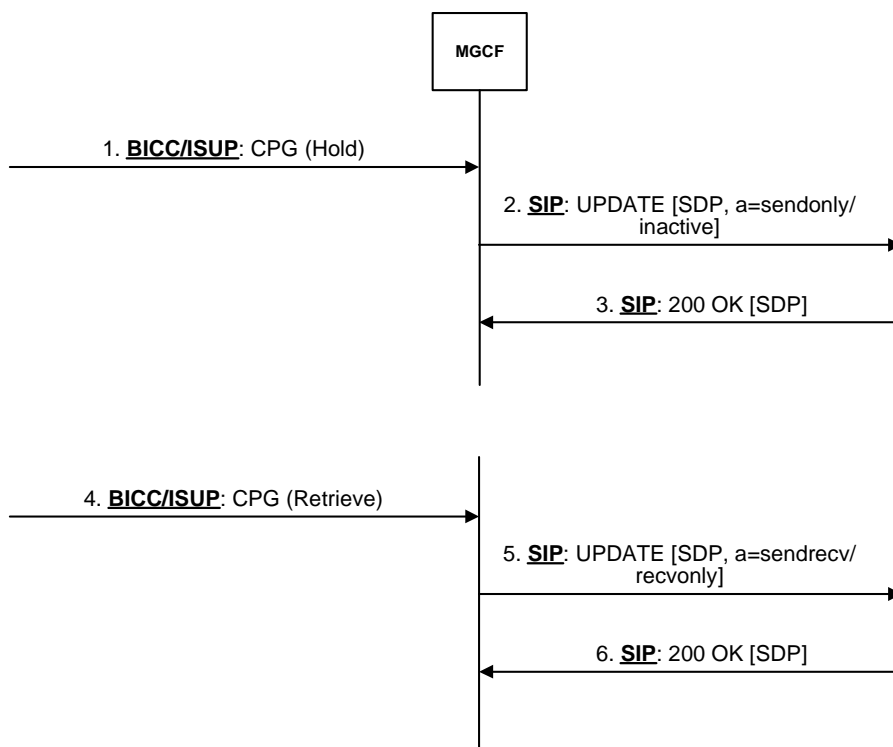 MGCF
1. BICC/ISUP: CPG (Hold)
2. SIP: UPDATE [SDP, a=sendonly/
inactive]
3. SIP: 200 OK [SDP]
4. BICC/ISUP: CPG (Retrieve)
5. SIP: UPDATE [SDP, a=sendrecv/
recvonly]
6. SIP: 200 OK [SDP]